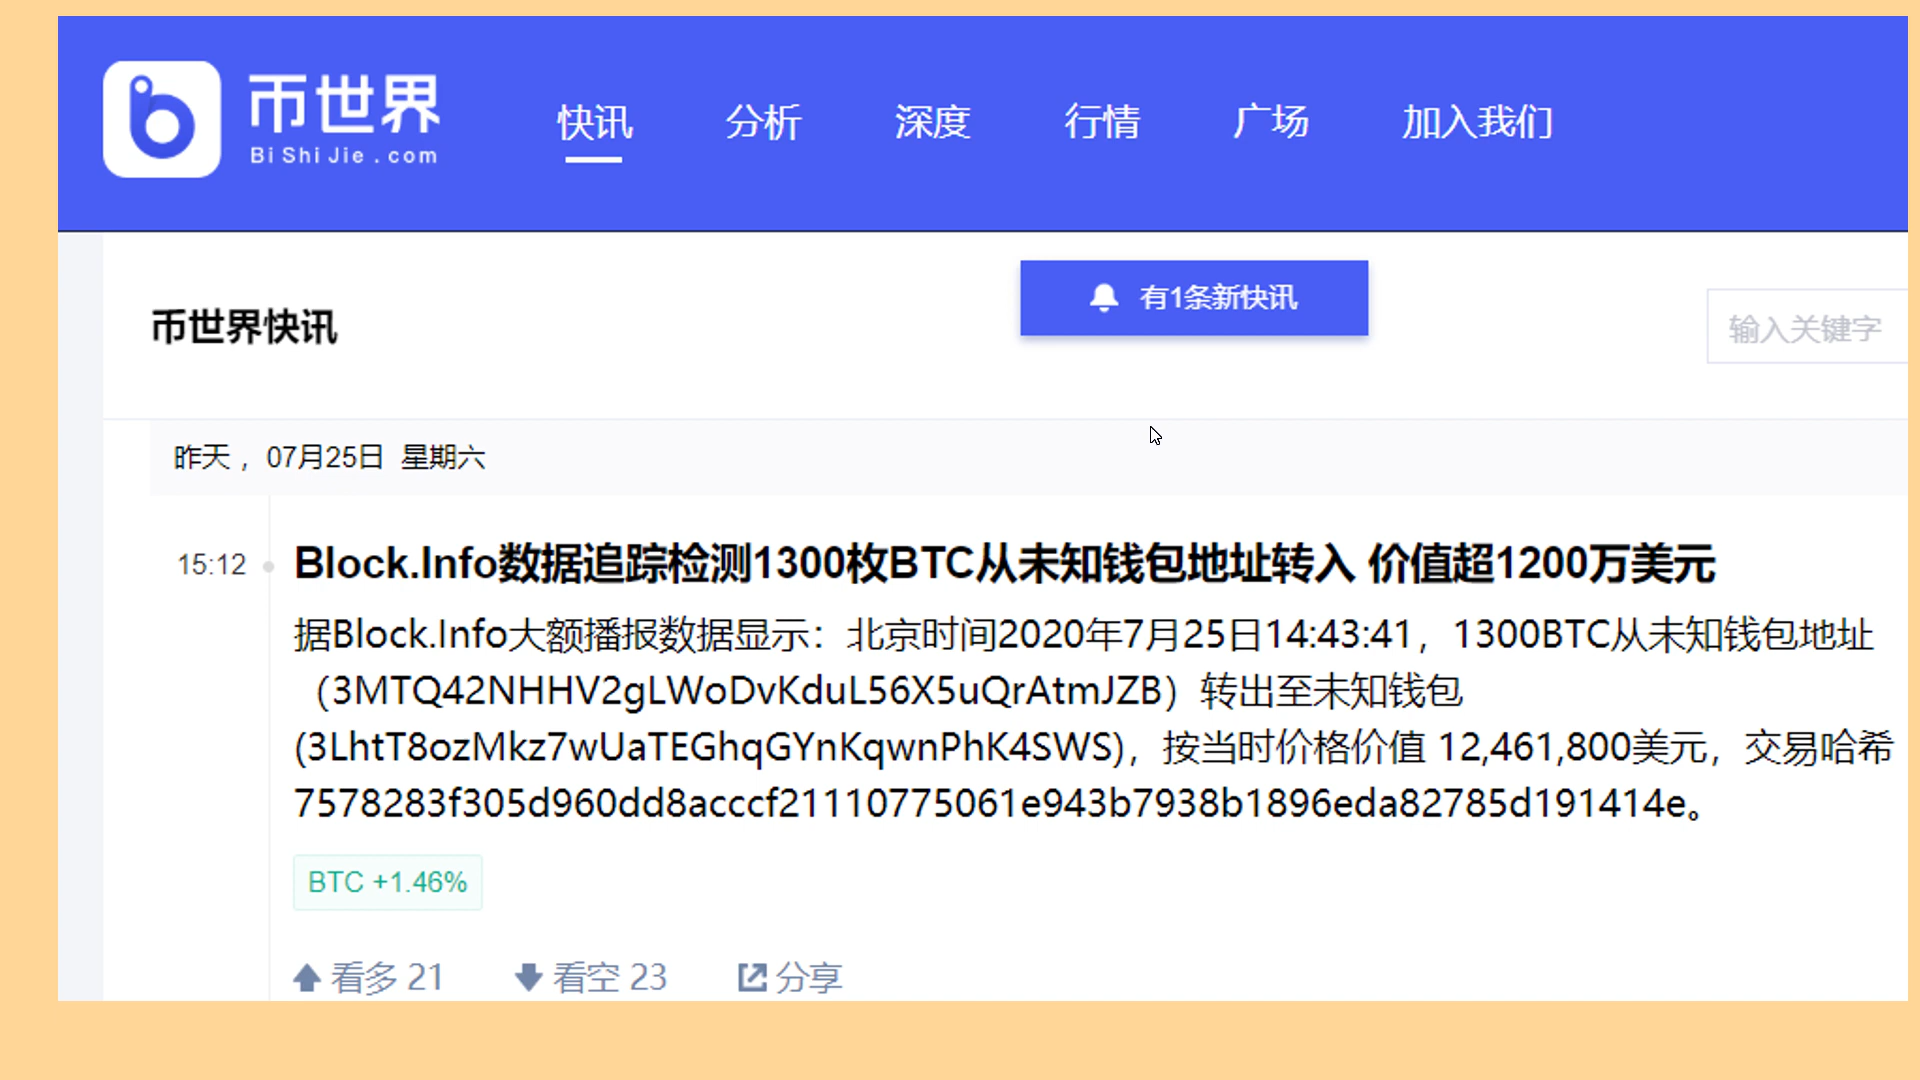 币世界
BiShiJie.com
快讯 分析 深度 行情 广场 加入我们
币世界快讯
有1条新快讯
输入关键字
昨天，07月25日 星期六
15:12
Block.Info数据追踪检测1300枚BTC从未知钱包地址转入 价值超1200万美元
据Block.Info大额播报数据显示：北京时间2020年7月25日14:43:41，1300BTC从未知钱包地址
（3MTQ42NHHV2gLWoDvKduL56X5uQrAtmJZB）转出至未知钱包
(3LhtT8ozMkz7wUaTEGhqGYnKqwnPhK4SWS)，按当时价格价值 12,461,800美元，交易哈希
7578283f305d960dd8acccf21110775061e943b7938b1896eda82785d191414e。
BTC +1.46%
看多 21 看空 23 分享